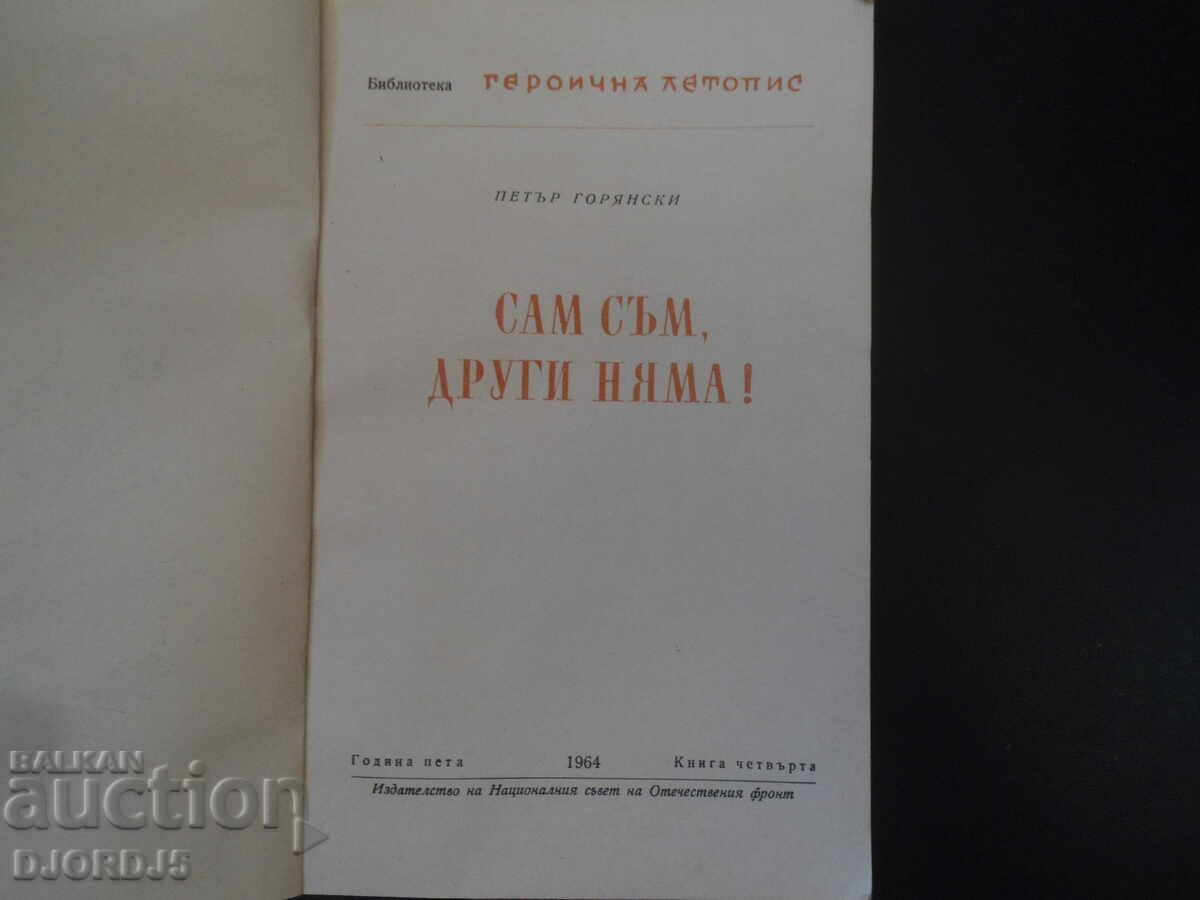 Библиотека ГЕРОИЧНА ЛЕТОПИС
ПЕТЪР ГОРЯНСКИ
САМ СЪМ,
ДРУГИ НЯМА!
Година пета 1964 Книга четвърта
Издателство на Националния съвет на Отечествения фронт
BALKAN
auction
DJORDJ5